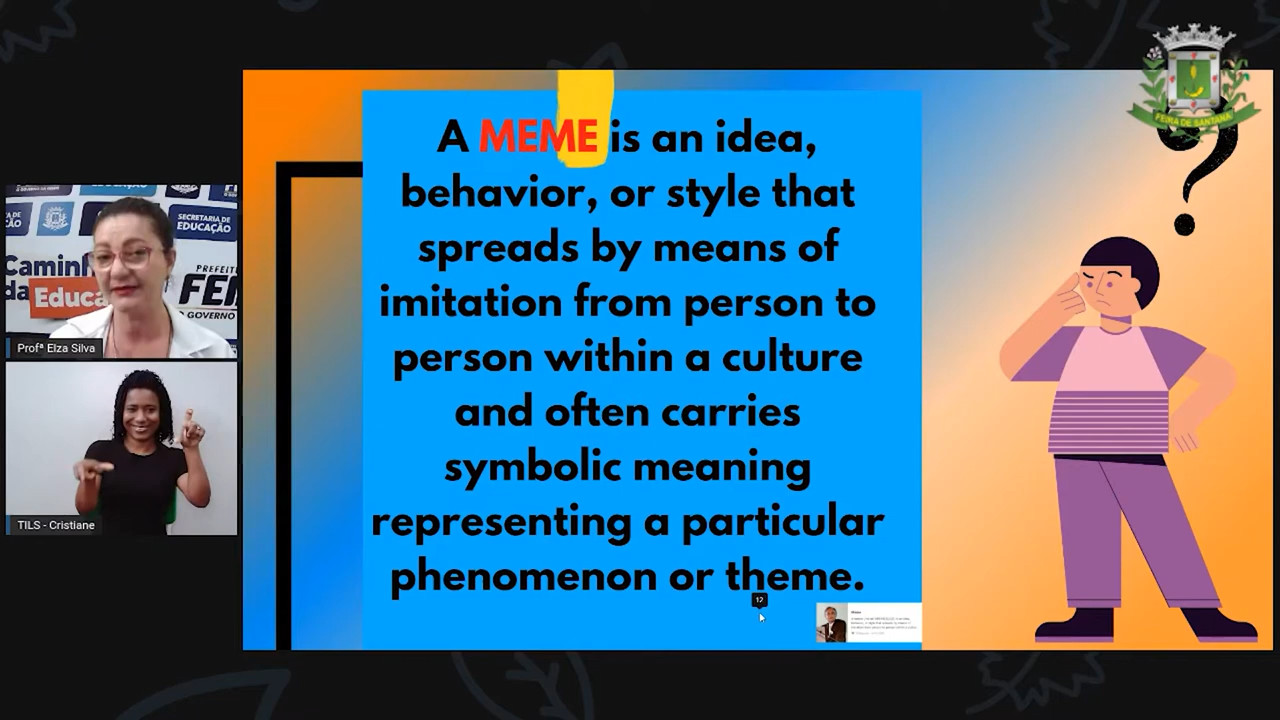 A MEME is an idea,
behavior, or style that
spreads by means of
imitation from person to
person within a culture
and often carries
symbolic meaning
representing a particular
phenomenon or theme.
12
FEIRA DE SANTANA
SECRETARIA DE
EDUCAÇÃO
Caminh
da Educa
PREFEIT
FEI
O GOVERNO
Profª Elza Silva
TILS - Cristiane